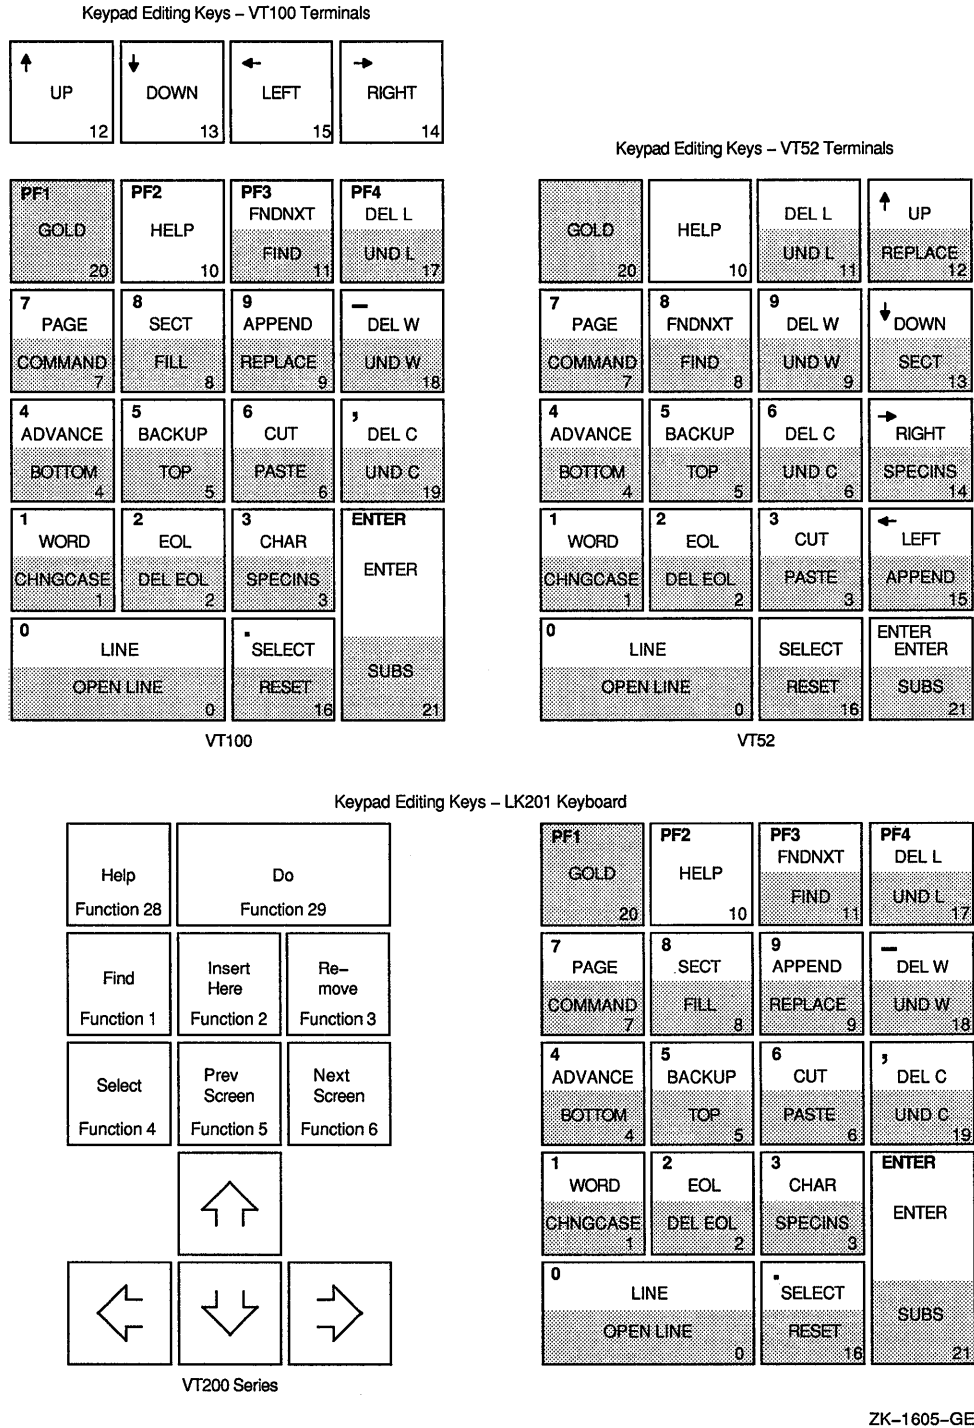 Keypad Editing Keys – VT100 Terminals
UP DOWN LEFT RIGHT
12 13 15 14
Keypad Editing Keys – VT52 Terminals
PF1 PF2 PF3 PF4
GOLD HELP FNDNXT DEL L
FIND UND L
20 10 11 17
7 8 9 –
PAGE SECT APPEND DEL W
COMMAND FILL REPLACE UND W
7 8 9 18
4 5 6 ,
ADVANCE BACKUP CUT DEL C
BOTTOM TOP PASTE UND C
4 5 6 19
1 2 3 ENTER
WORD EOL CHAR ENTER
CHNGCASE DEL EOL SPECINS
1 2 3
0 .
LINE SELECT
OPEN LINE RESET SUBS
0 16 21
VT100
GOLD HELP DEL L UP
UND L REPLACE
20 10 11 12
7 8 9
PAGE FNDNXT DEL W DOWN
COMMAND FIND UND W SECT
7 8 9 13
4 5 6
ADVANCE BACKUP DEL C RIGHT
BOTTOM TOP UND C SPECINS
4 5 6 14
1 2 3
WORD EOL CUT LEFT
CHNGCASE DEL EOL PASTE APPEND
1 2 3 15
0 ENTER
LINE SELECT ENTER
OPEN LINE RESET SUBS
0 16 21
VT52
Keypad Editing Keys – LK201 Keyboard
Help Do
Function 28 Function 29
Find Insert Re–
Here move
Function 1 Function 2 Function 3
Select Prev Next
Screen Screen
Function 4 Function 5 Function 6
VT200 Series
PF1 PF2 PF3 PF4
GOLD HELP FNDNXT DEL L
FIND UND L
20 10 11 17
7 8 9 –
PAGE SECT APPEND DEL W
COMMAND FILL REPLACE UND W
7 8 9 18
4 5 6 ,
ADVANCE BACKUP CUT DEL C
BOTTOM TOP PASTE UND C
4 5 6 19
1 2 3 ENTER
WORD EOL CHAR ENTER
CHNGCASE DEL EOL SPECINS
1 2 3
0 .
LINE SELECT
OPEN LINE RESET SUBS
0 16 21
ZK–1605–GE